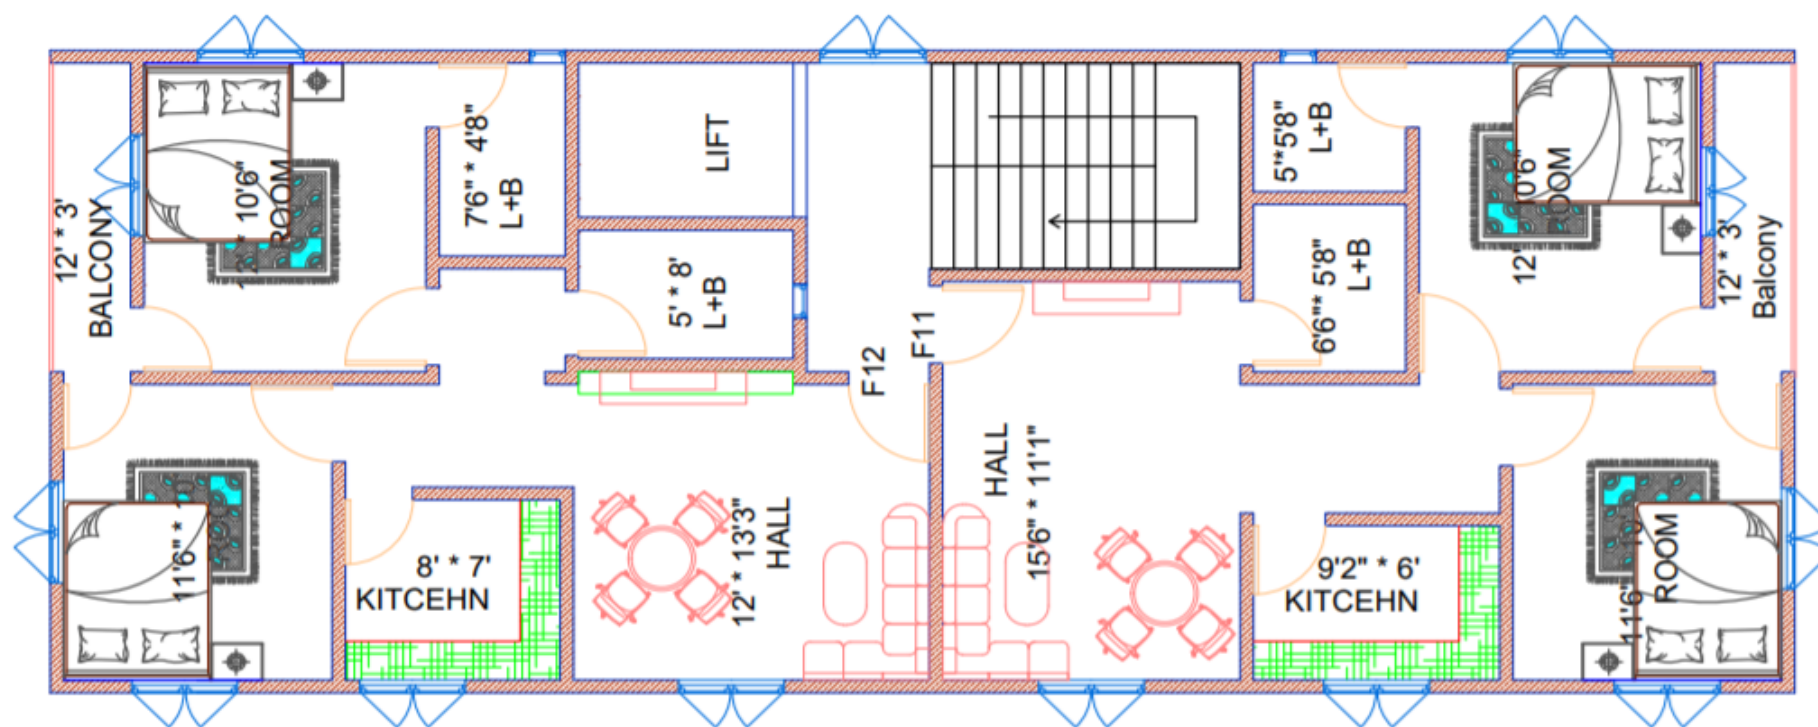 12' * 3'
BALCONY
10'6"
ROOM
7'6" * 4'8"
L+B
LIFT
5' * 8'
L+B
F12
F11
5"*5'8"
L+B
6'6"* 5'8"
L+B
12'
12' * 3'
Balcony
11'6" *
8' * 7'
KITCEHN
12' * 13'3"
HALL
HALL
15'6" * 11'1"
9'2" * 6'
KITCEHN
11'6"
ROOM